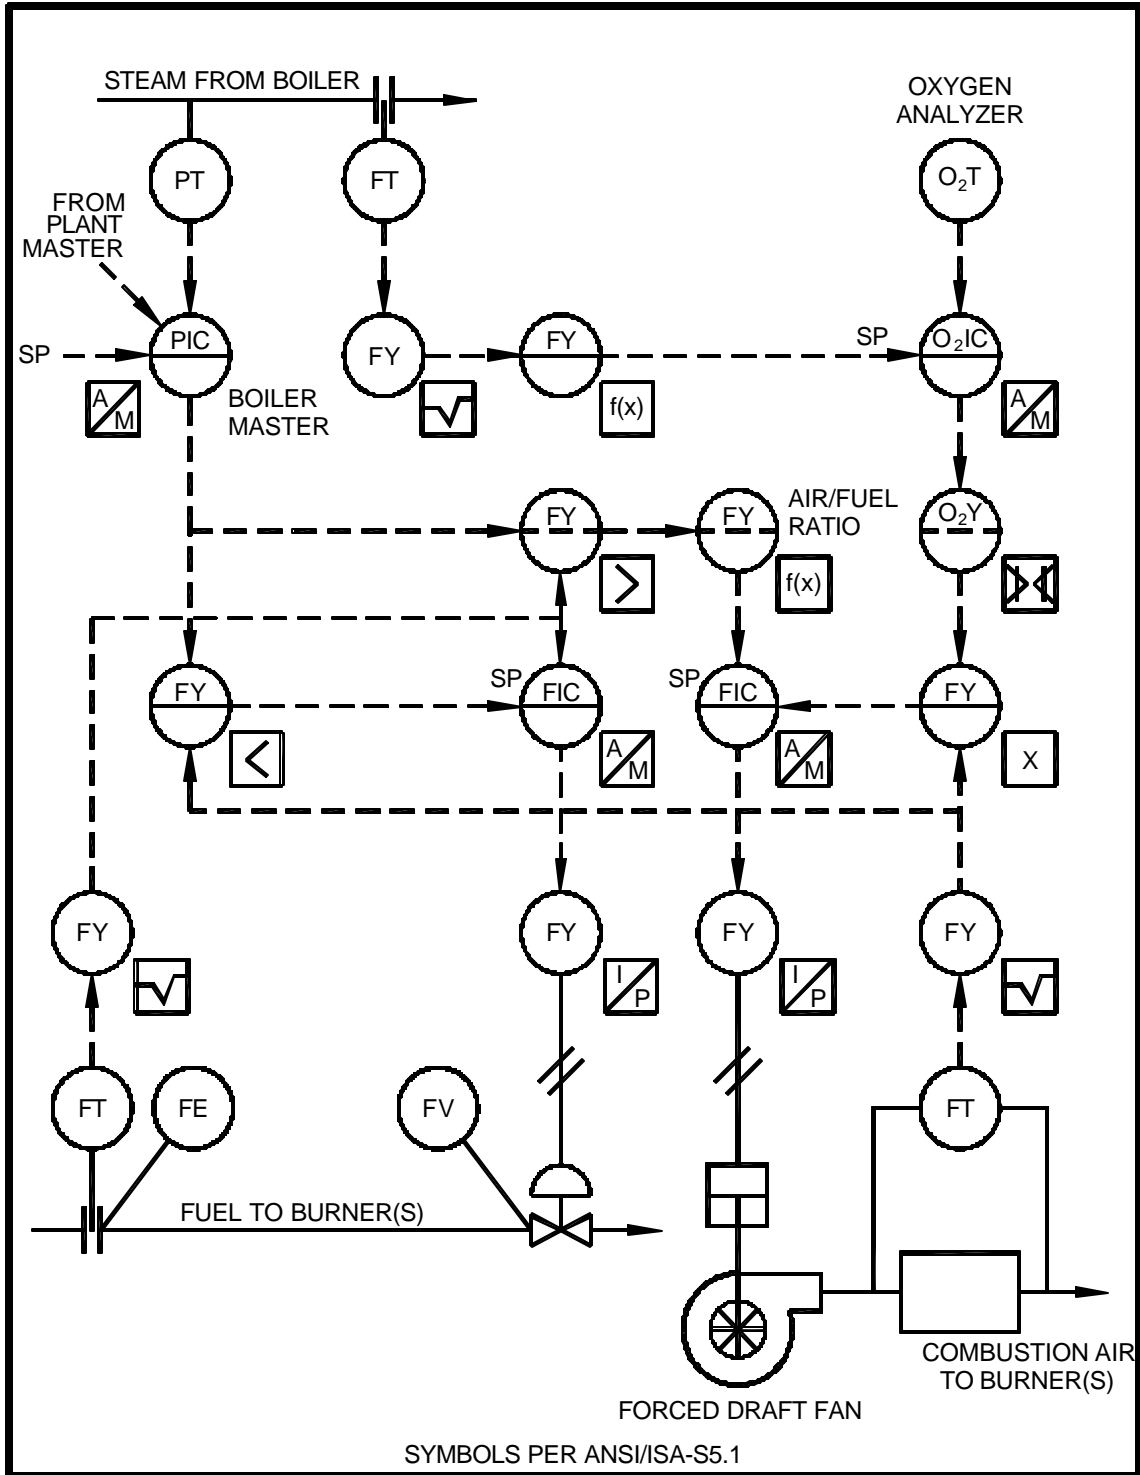 STEAM FROM BOILER
OXYGEN
ANALYZER
PT
FT
O₂T
FROM
PLANT
MASTER
SP
PIC
FY
FY
SP
O₂IC
A/M
BOILER
MASTER
√
f(x)
A/M
FY
FY
AIR/FUEL
RATIO
O₂Y
>
f(x)
FY
SP
FIC
SP
FIC
FY
<
A/M
A/M
X
FY
FY
FY
FY
√
I/P
I/P
√
FT
FE
FV
FT
FUEL TO BURNER(S)
COMBUSTION AIR
TO BURNER(S)
FORCED DRAFT FAN
SYMBOLS PER ANSI/ISA-S5.1